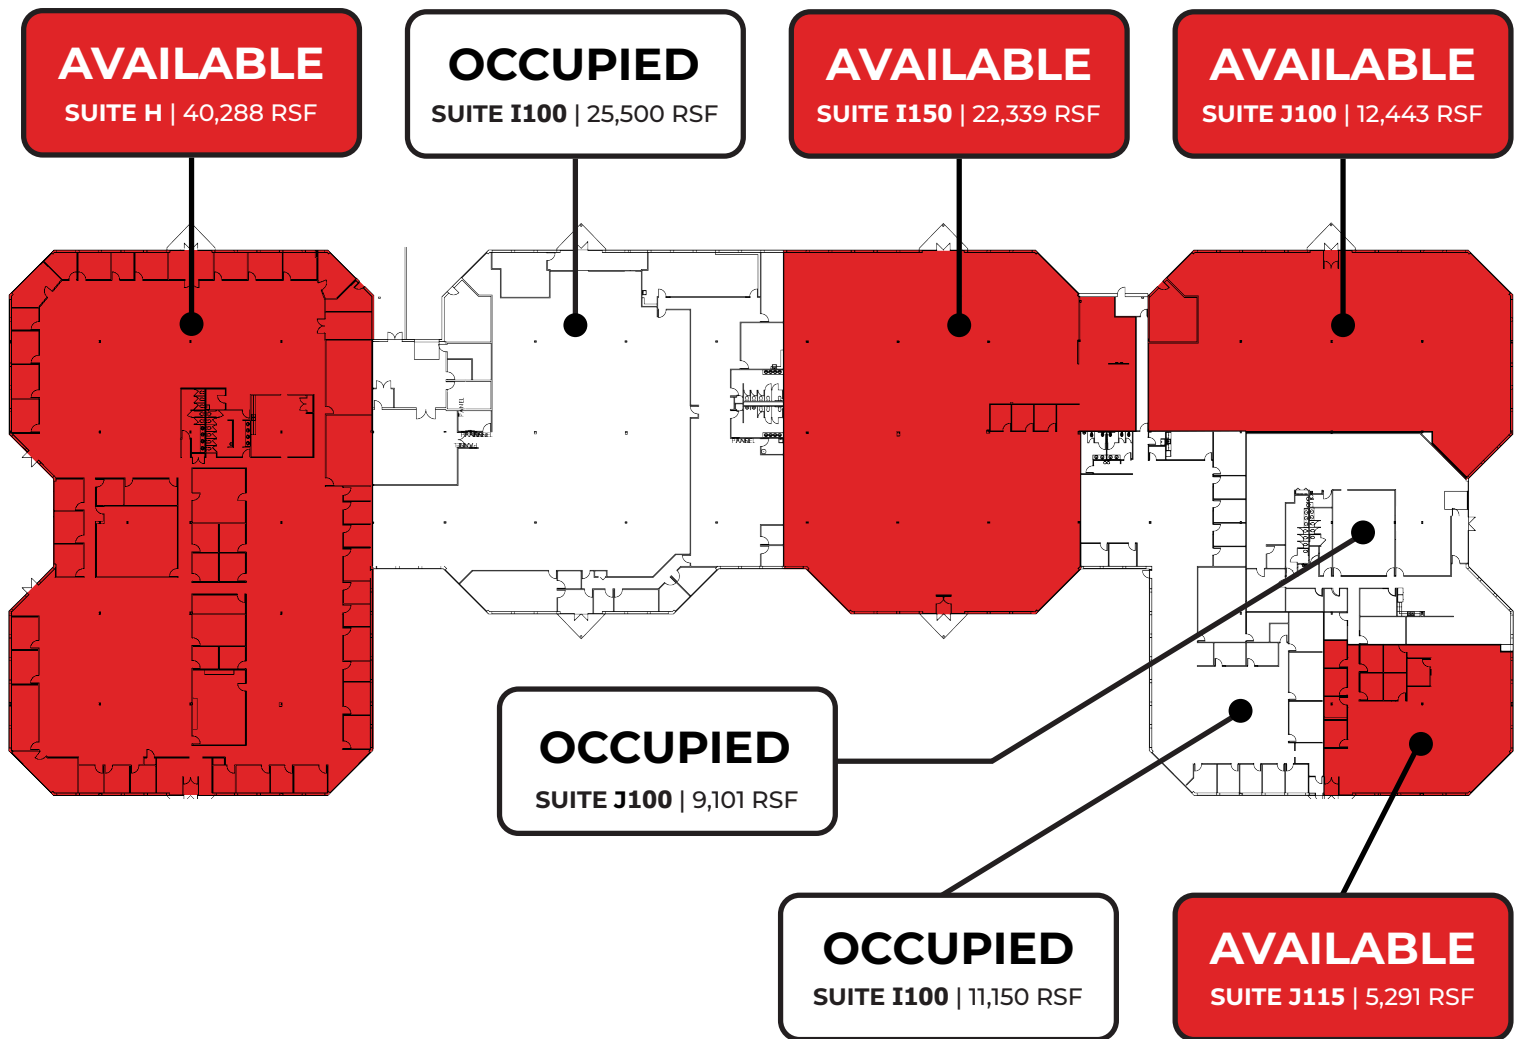 AVAILABLE
SUITE H | 40,288 RSF
OCCUPIED
SUITE I100 | 25,500 RSF
AVAILABLE
SUITE I150 | 22,339 RSF
AVAILABLE
SUITE J100 | 12,443 RSF
OCCUPIED
SUITE J100 | 9,101 RSF
OCCUPIED
SUITE I100 | 11,150 RSF
AVAILABLE
SUITE J115 | 5,291 RSF